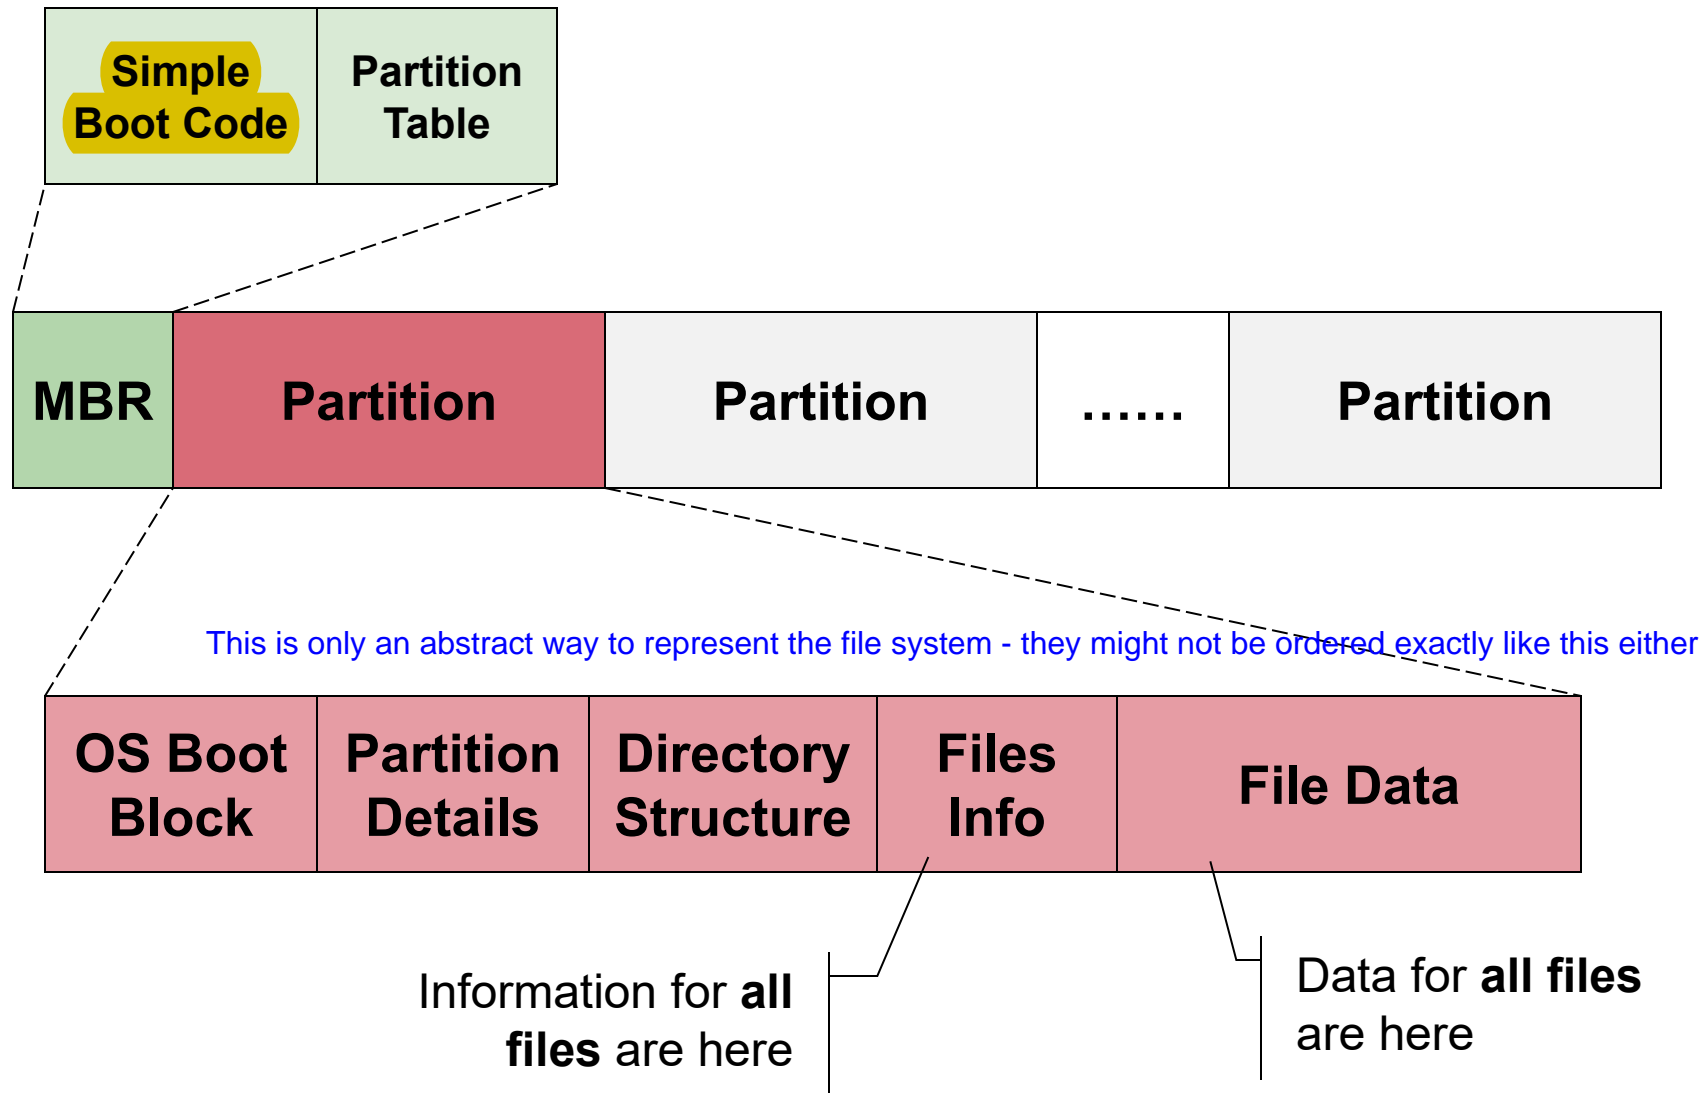 Simple
Boot Code
Partition
Table
MBR
Partition
Partition
......
Partition
This is only an abstract way to represent the file system - they might not be ordered exactly like this either
OS Boot
Block
Partition
Details
Directory
Structure
Files
Info
File Data
Information for all
files are here
Data for all files
are here